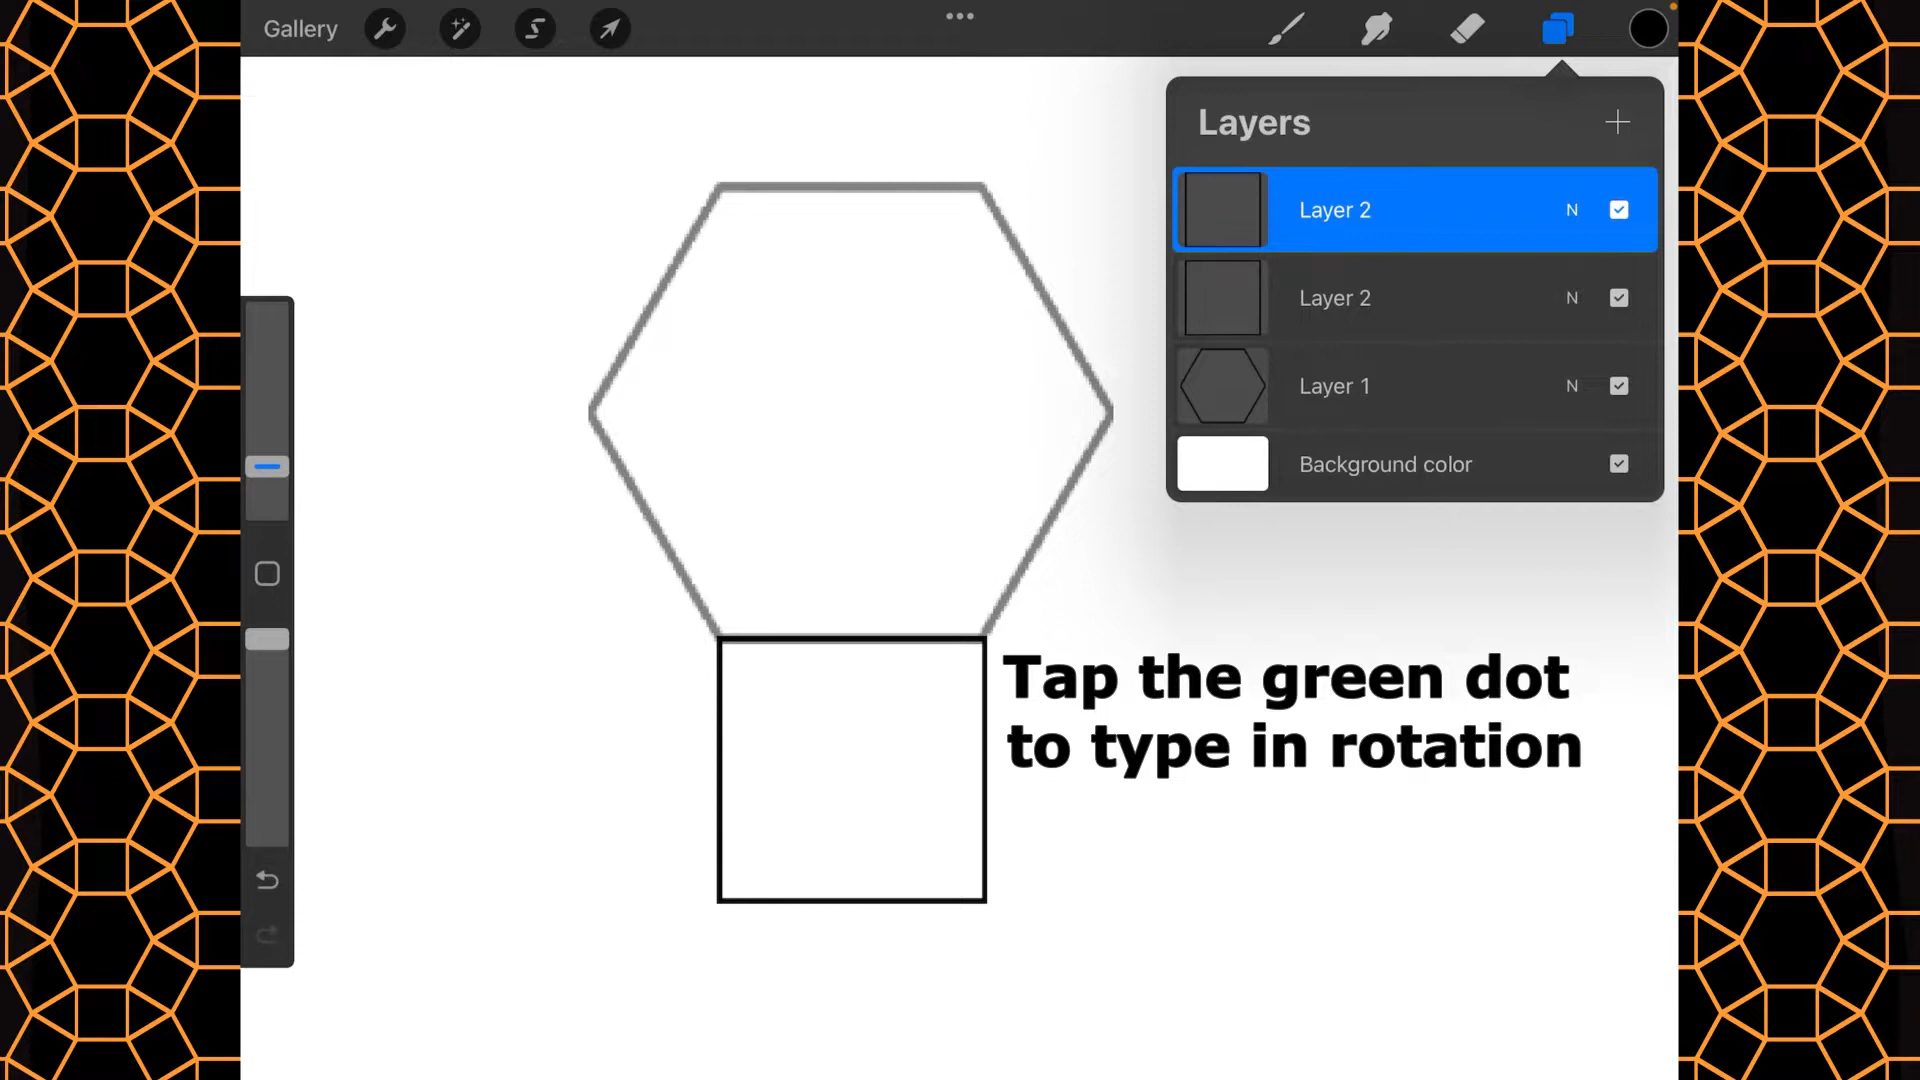 Gallery
Layers
Layer 2 N
Layer 2 N
Layer 1 N
Background color
Tap the green dot
to type in rotation